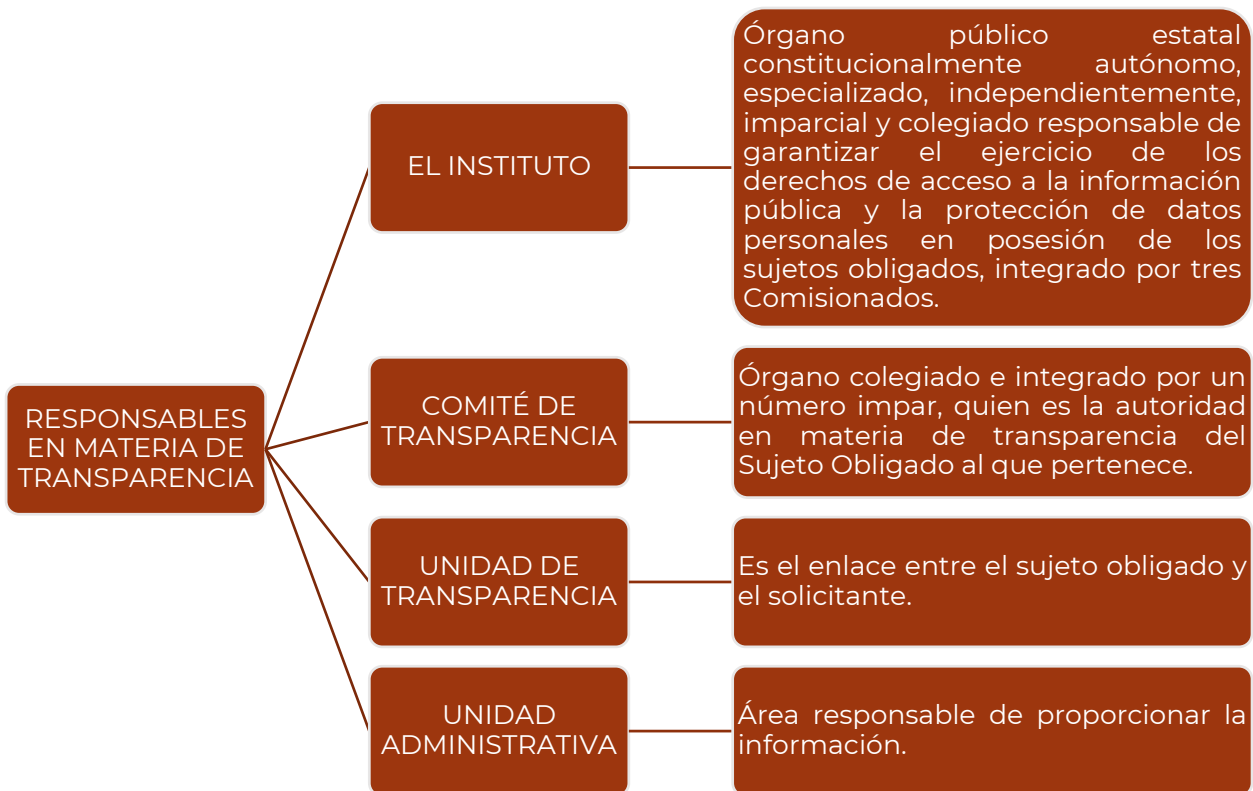 RESPONSABLES
EN MATERIA DE
TRANSPARENCIA
EL INSTITUTO
Órgano público estatal
constitucionalmente autónomo,
especializado, independientemente,
imparcial y colegiado responsable de
garantizar el ejercicio de los
derechos de acceso a la información
pública y la protección de datos
personales en posesión de los
sujetos obligados, integrado por tres
Comisionados.
COMITÉ DE
TRANSPARENCIA
Órgano colegiado e integrado por un
número impar, quien es la autoridad
en materia de transparencia del
Sujeto Obligado al que pertenece.
UNIDAD DE
TRANSPARENCIA
Es el enlace entre el sujeto obligado y
el solicitante.
UNIDAD
ADMINISTRATIVA
Área responsable de proporcionar la
información.